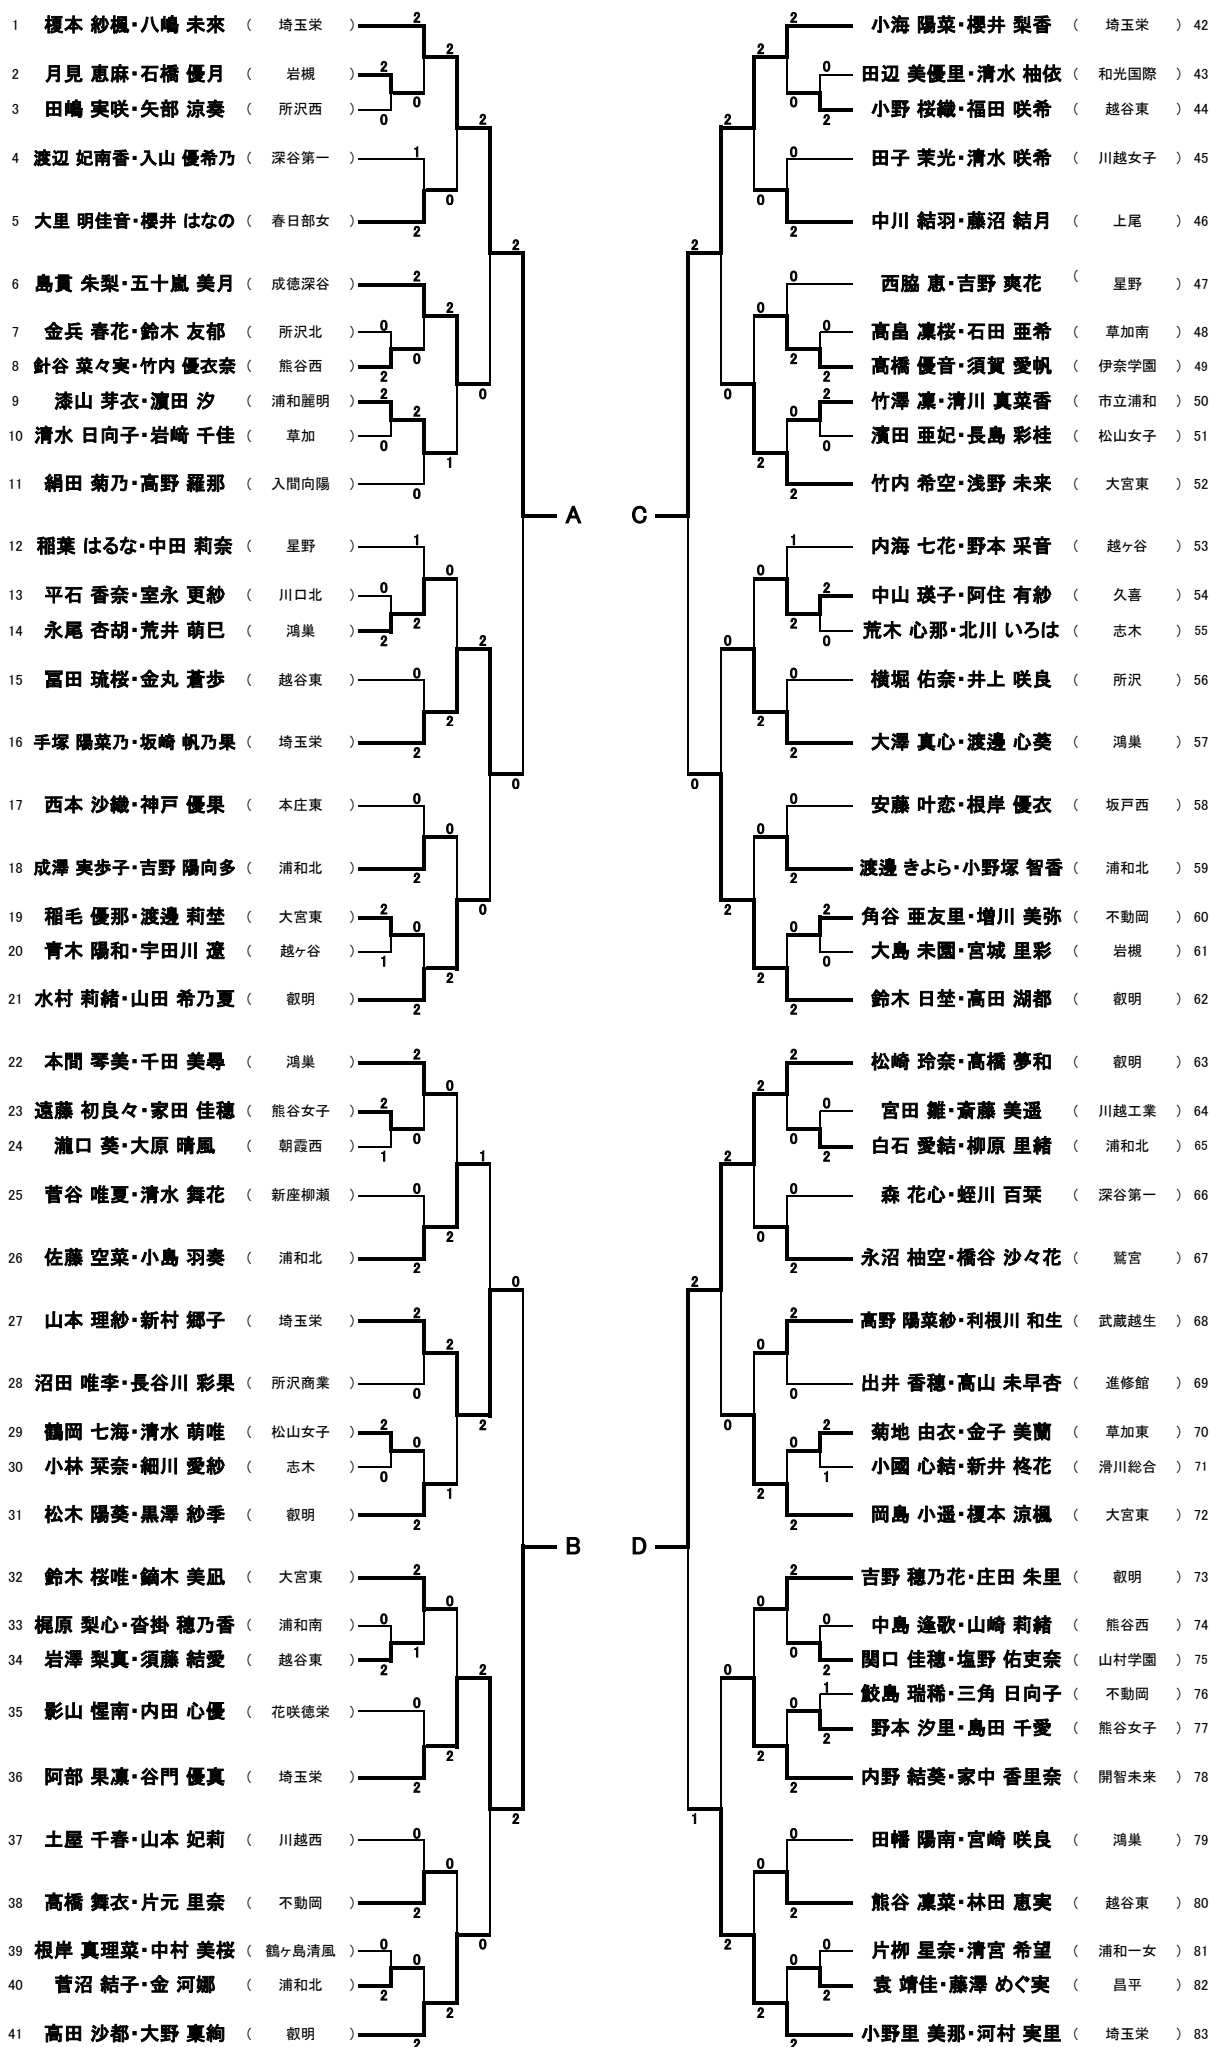 1 榎本 紗楓・八嶋 未來 ( 埼玉栄 )
2 月見 恵麻・石橋 優月 ( 岩槻 )
3 田嶋 実咲・矢部 涼奏 ( 所沢西 )
4 渡辺 妃南香・入山 優希乃 ( 深谷第一 )
5 大里 明佳音・櫻井 はなの ( 春日部女 )
6 島貫 朱梨・五十嵐 美月 ( 成徳深谷 )
7 金兵 春花・鈴木 友郁 ( 所沢北 )
8 針谷 菜々実・竹内 優衣奈 ( 熊谷西 )
9 漆山 芽衣・濵田 汐 ( 浦和麗明 )
10 清水 日向子・岩﨑 千佳 ( 草加 )
11 絹田 菊乃・高野 羅那 ( 入間向陽 )
12 稲葉 はるな・中田 莉奈 ( 星野 )
13 平石 香奈・室永 更紗 ( 川口北 )
14 永尾 杏胡・荒井 萌巳 ( 鴻巣 )
15 冨田 琉桜・金丸 蒼歩 ( 越谷東 )
16 手塚 陽菜乃・坂崎 帆乃果 ( 埼玉栄 )
17 西本 沙織・神戸 優果 ( 本庄東 )
18 成澤 実歩子・吉野 陽向多 ( 浦和北 )
19 稲毛 優那・渡邊 莉埜 ( 大宮東 )
20 青木 陽和・宇田川 遼 ( 越ヶ谷 )
21 水村 莉緒・山田 希乃夏 ( 叡明 )
22 本間 琴美・千田 美尋 ( 鴻巣 )
23 遠藤 初良々・家田 佳穂 ( 熊谷女子 )
24 瀧口 葵・大原 晴風 ( 朝霞西 )
25 菅谷 唯夏・清水 舞花 ( 新座柳瀬 )
26 佐藤 空菜・小島 羽奏 ( 浦和北 )
27 山本 理紗・新村 郷子 ( 埼玉栄 )
28 沼田 唯李・長谷川 彩果 ( 所沢商業 )
29 鶴岡 七海・清水 萌唯 ( 松山女子 )
30 小林 栞奈・細川 愛紗 ( 志木 )
31 松木 陽葵・黒澤 紗季 ( 叡明 )
32 鈴木 桜唯・鏑木 美凪 ( 大宮東 )
33 梶原 梨心・沓掛 穂乃香 ( 浦和南 )
34 岩澤 梨真・須藤 結愛 ( 越谷東 )
35 影山 惺南・内田 心優 ( 花咲徳栄 )
36 阿部 果凛・谷門 優真 ( 埼玉栄 )
37 土屋 千春・山本 妃莉 ( 川越西 )
38 高橋 舞衣・片元 里奈 ( 不動岡 )
39 根岸 真理菜・中村 美桜 ( 鶴ヶ島清風 )
40 菅沼 結子・金 河娜 ( 浦和北 )
41 高田 沙都・大野 稟絢 ( 叡明 )
A
B
C
D
小海 陽菜・櫻井 梨香 ( 埼玉栄 ) 42
田辺 美優里・清水 柚依 ( 和光国際 ) 43
小野 桜織・福田 咲希 ( 越谷東 ) 44
田子 茉光・清水 咲希 ( 川越女子 ) 45
中川 結羽・藤沼 結月 ( 上尾 ) 46
西脇 恵・吉野 爽花 ( 星野 ) 47
高畠 凜桜・石田 亜希 ( 草加南 ) 48
高橋 優音・須賀 愛帆 ( 伊奈学園 ) 49
竹澤 凜・清川 真菜香 ( 市立浦和 ) 50
濱田 亜妃・長島 彩桂 ( 松山女子 ) 51
竹内 希空・浅野 未来 ( 大宮東 ) 52
内海 七花・野本 采音 ( 越ヶ谷 ) 53
中山 瑛子・阿住 有紗 ( 久喜 ) 54
荒木 心那・北川 いろは ( 志木 ) 55
横堀 佑奈・井上 咲良 ( 所沢 ) 56
大澤 真心・渡邊 心葵 ( 鴻巣 ) 57
安藤 叶恋・根岸 優衣 ( 坂戸西 ) 58
渡邊 きよら・小野塚 智香 ( 浦和北 ) 59
角谷 亜友里・増川 美弥 ( 不動岡 ) 60
大島 未園・宮城 里彩 ( 岩槻 ) 61
鈴木 日埜・高田 湖都 ( 叡明 ) 62
松崎 玲奈・高橋 夢和 ( 叡明 ) 63
宮田 雛・斎藤 美遥 ( 川越工業 ) 64
白石 愛結・柳原 里緒 ( 浦和北 ) 65
森 花心・蛭川 百栞 ( 深谷第一 ) 66
永沼 柚空・橋谷 沙々花 ( 鷲宮 ) 67
高野 陽菜紗・利根川 和生 ( 武蔵越生 ) 68
出井 香穂・高山 未早杏 ( 進修館 ) 69
菊地 由衣・金子 美蘭 ( 草加東 ) 70
小國 心結・新井 柊花 ( 滑川総合 ) 71
岡島 小遥・榎本 涼楓 ( 大宮東 ) 72
吉野 穂乃花・庄田 朱里 ( 叡明 ) 73
中島 逢歌・山崎 莉緒 ( 熊谷西 ) 74
関口 佳穂・塩野 佑吏奈 ( 山村学園 ) 75
鮫島 瑞稀・三角 日向子 ( 不動岡 ) 76
野本 汐里・島田 千愛 ( 熊谷女子 ) 77
内野 結葵・家中 香里奈 ( 開智未来 ) 78
田幡 陽南・宮崎 咲良 ( 鴻巣 ) 79
熊谷 凜菜・林田 恵実 ( 越谷東 ) 80
片柳 星奈・清宮 希望 ( 浦和一女 ) 81
袁 靖佳・藤澤 めぐ実 ( 昌平 ) 82
小野里 美那・河村 実里 ( 埼玉栄 ) 83